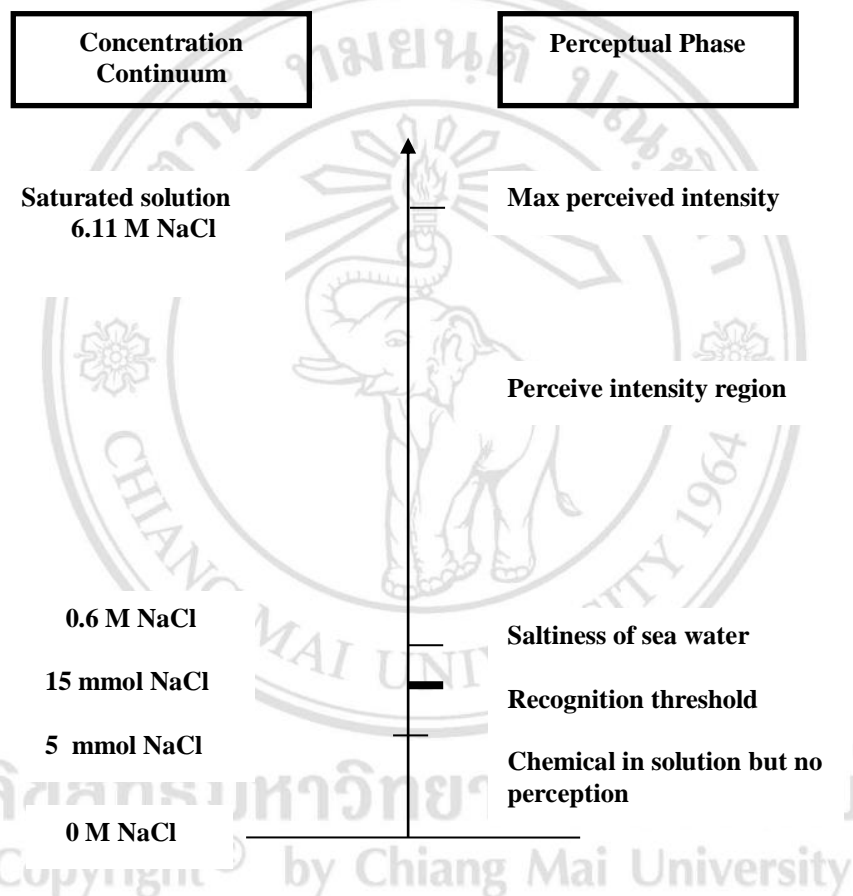 Concentration
Continuum
Perceptual Phase
Saturated solution
6.11 M NaCl
Max perceived intensity
Perceive intensity region
0.6 M NaCl
Saltiness of sea water
15 mmol NaCl
Recognition threshold
5 mmol NaCl
Chemical in solution but no
perception
0 M NaCl
by Chiang Mai University